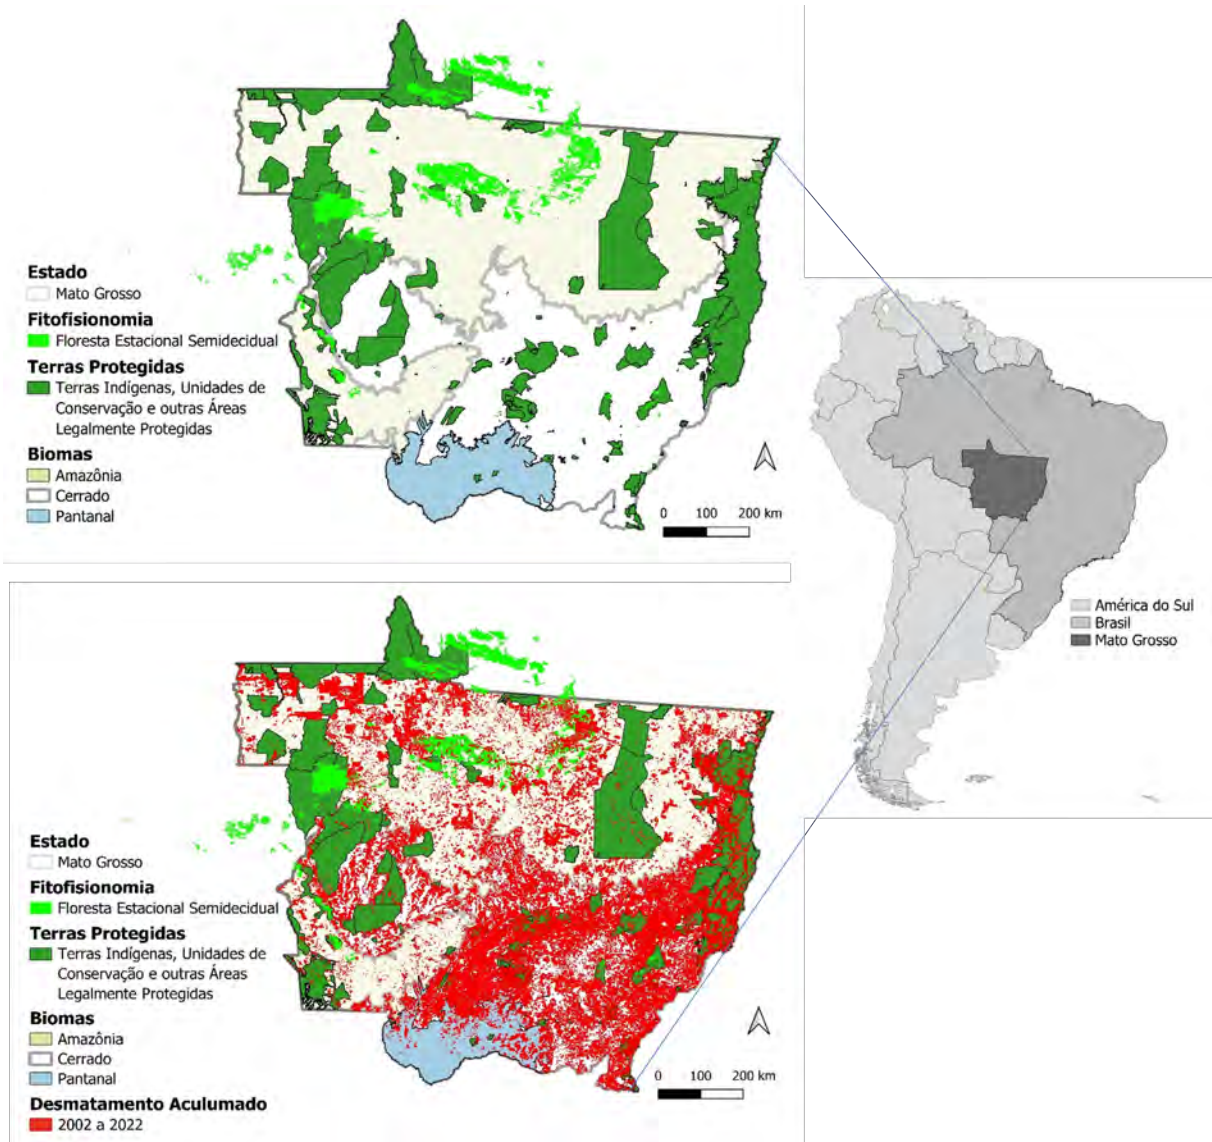 Estado
Mato Grosso
Fitofisionomia
Floresta Estacional Semidecidual
Terras Protegidas
Terras Indígenas, Unidades de
Conservação e outras Áreas
Legalmente Protegidas
Biomas
Amazônia
Cerrado
Pantanal
0 100 200 km
América do Sul
Brasil
Mato Grosso
Estado
Mato Grosso
Fitofisionomia
Floresta Estacional Semidecidual
Terras Protegidas
Terras Indígenas, Unidades de
Conservação e outras Áreas
Legalmente Protegidas
Biomas
Amazônia
Cerrado
Pantanal
Desmatamento Aculumado
2002 a 2022
0 100 200 km